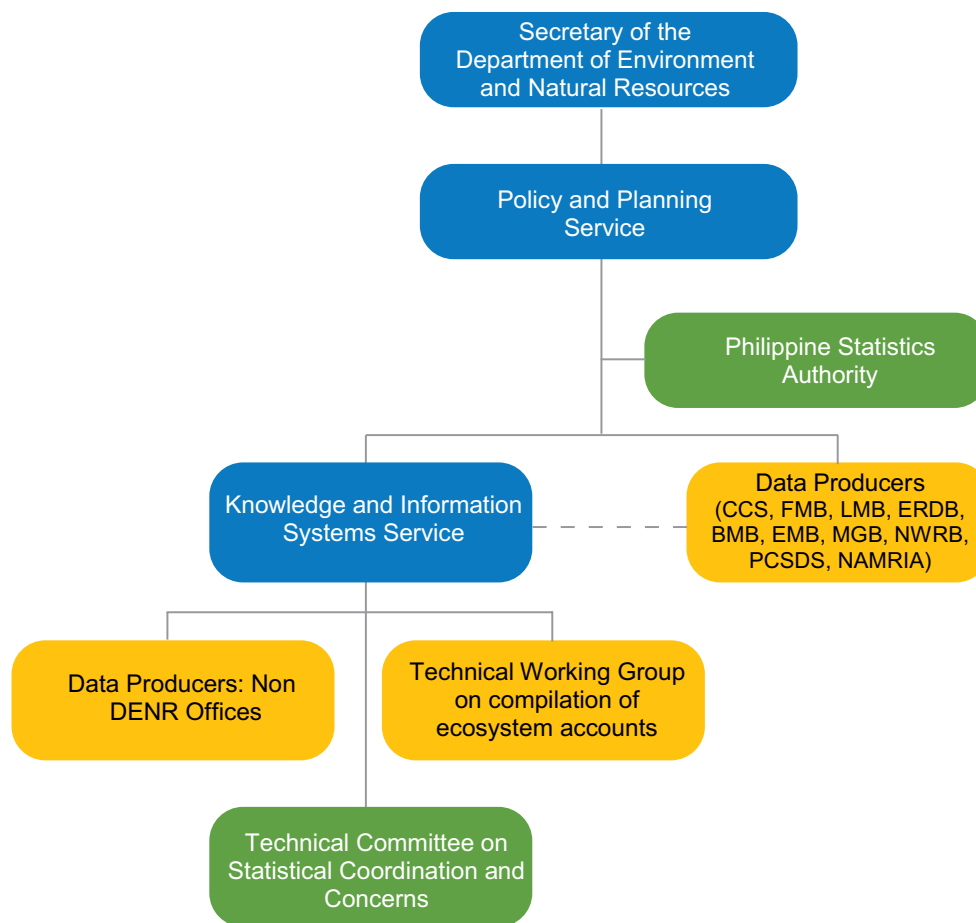 Secretary of the
Department of Environment
and Natural Resources
Policy and Planning
Service
Philippine Statistics
Authority
Knowledge and Information
Systems Service
Data Producers
(CCS, FMB, LMB, ERDB,
BMB, EMB, MGB, NWRB,
PCSDS, NAMRIA)
Data Producers: Non
DENR Offices
Technical Working Group
on compilation of
ecosystem accounts
Technical Committee on
Statistical Coordination and
Concerns